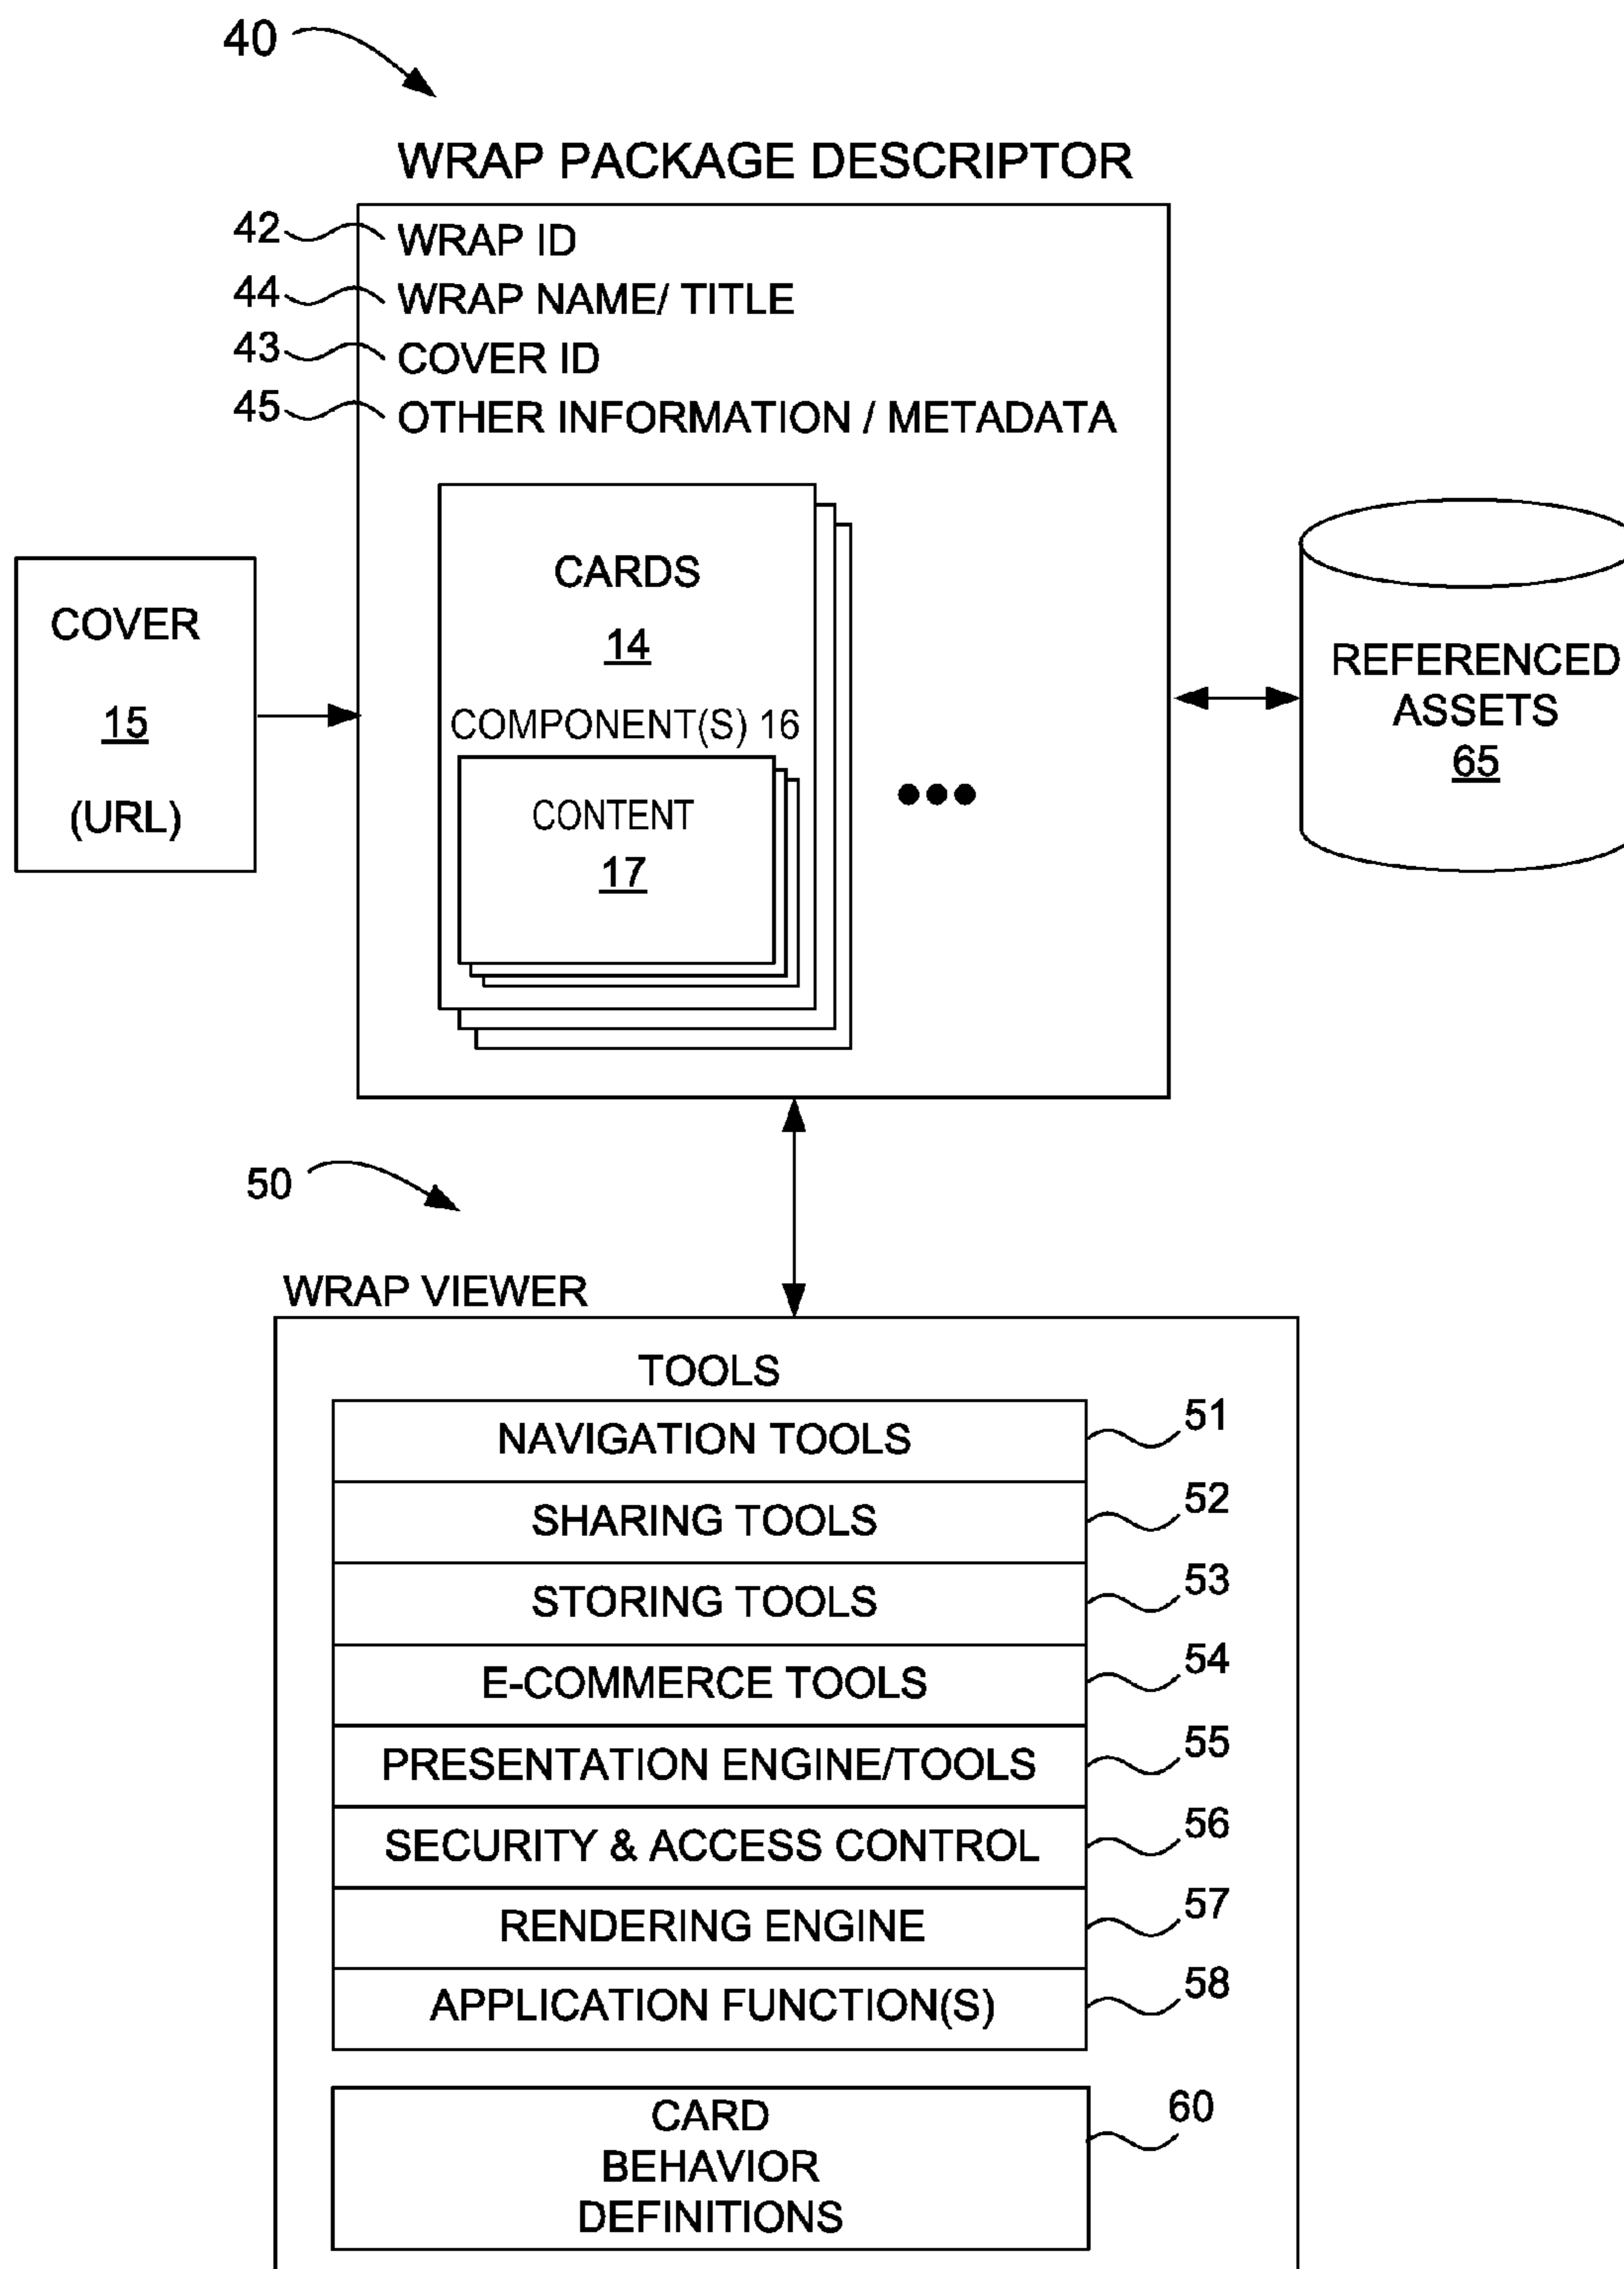 40
WRAP PACKAGE DESCRIPTOR
42 WRAP ID
44 WRAP NAME/ TITLE
43 COVER ID
45 OTHER INFORMATION / METADATA
COVER
15
(URL)
CARDS
14
COMPONENT(S) 16
CONTENT
17
REFERENCED
ASSETS
65
50
WRAP VIEWER
TOOLS
NAVIGATION TOOLS 51
SHARING TOOLS 52
STORING TOOLS 53
E-COMMERCE TOOLS 54
PRESENTATION ENGINE/TOOLS 55
SECURITY & ACCESS CONTROL 56
RENDERING ENGINE 57
APPLICATION FUNCTION(S) 58
CARD 60
BEHAVIOR
DEFINITIONS